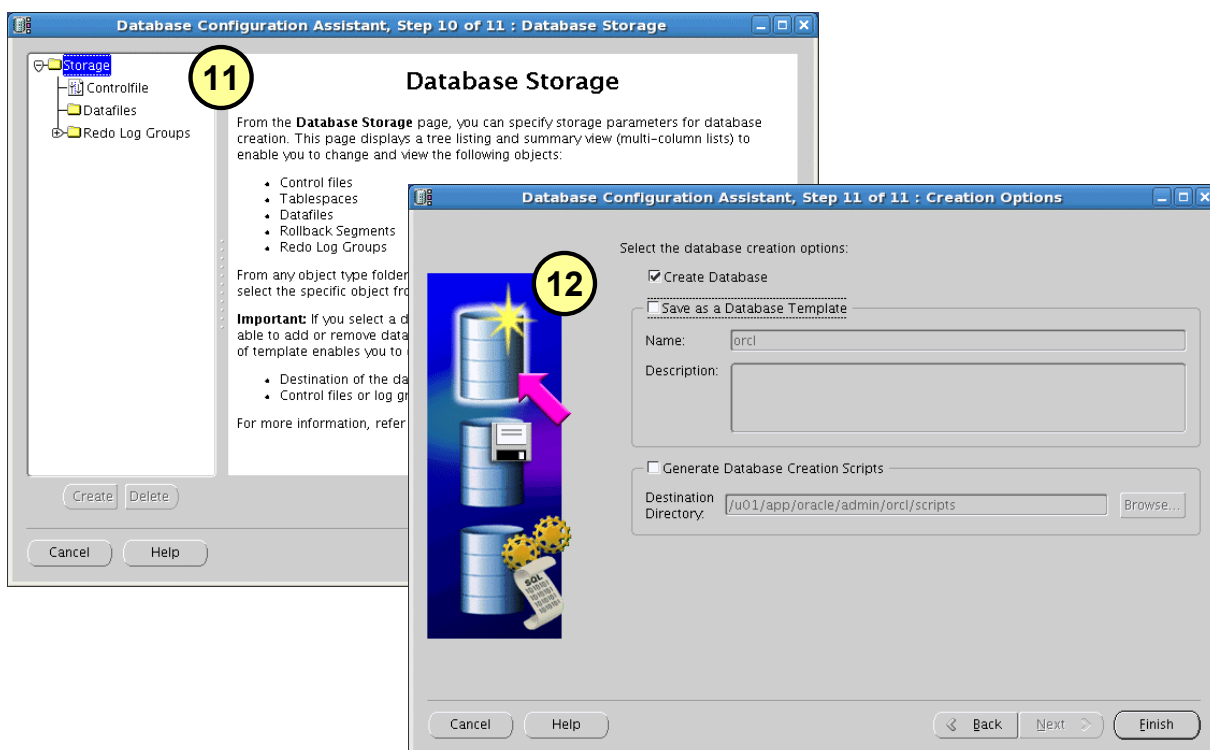 Database Configuration Assistant, Step 10 of 11 : Database Storage
Storage
Controlfile
Datafiles
Redo Log Groups
11
Database Storage
From the Database Storage page, you can specify storage parameters for database
creation. This page displays a tree listing and summary view (multi-column lists) to
enable you to change and view the following objects:
• Control files
• Tablespaces
• Datafiles
• Rollback Segments
• Redo Log Groups
From any object type folder
select the specific object fro
Important: If you select a d
able to add or remove data
of template enables you to
• Destination of the da
• Control files or log gr
For more information, refer
Create Delete
Cancel Help
Database Configuration Assistant, Step 11 of 11 : Creation Options
12
Select the database creation options:
Create Database
Save as a Database Template
Name: orcl
Description:
Generate Database Creation Scripts
Destination
Directory: /u01/app/oracle/admin/orcl/scripts Browse...
SQL
1010101
1010101
1010101
1010101
Cancel Help Back Next Finish